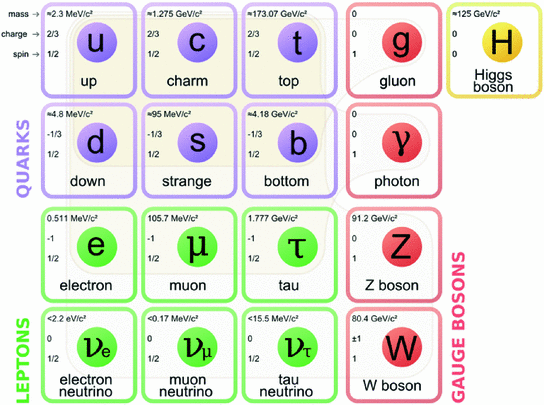 mass → ≈2.3 MeV/c² ≈1.275 GeV/c² ≈173.07 GeV/c² 0 ≈125 GeV/c²
charge → 2/3 2/3 2/3 0 0
spin → 1/2 1/2 1/2 1 0
u c t g H
up charm top gluon Higgs boson
≈4.8 MeV/c² ≈95 MeV/c² ≈4.18 GeV/c² 0
-1/3 -1/3 -1/3 0
1/2 1/2 1/2 1
d s b γ
down strange bottom photon
QUARKS
0.511 MeV/c² 105.7 MeV/c² 1.777 GeV/c² 91.2 GeV/c²
-1 -1 -1 0
1/2 1/2 1/2 1
e μ τ Z
electron muon tau Z boson
<2.2 eV/c² <0.17 MeV/c² <15.5 MeV/c² 80.4 GeV/c²
0 0 0 ±1
1/2 1/2 1/2 1
νe νμ ντ W
electron neutrino muon neutrino tau neutrino W boson
LEPTONS
GAUGE BOSONS